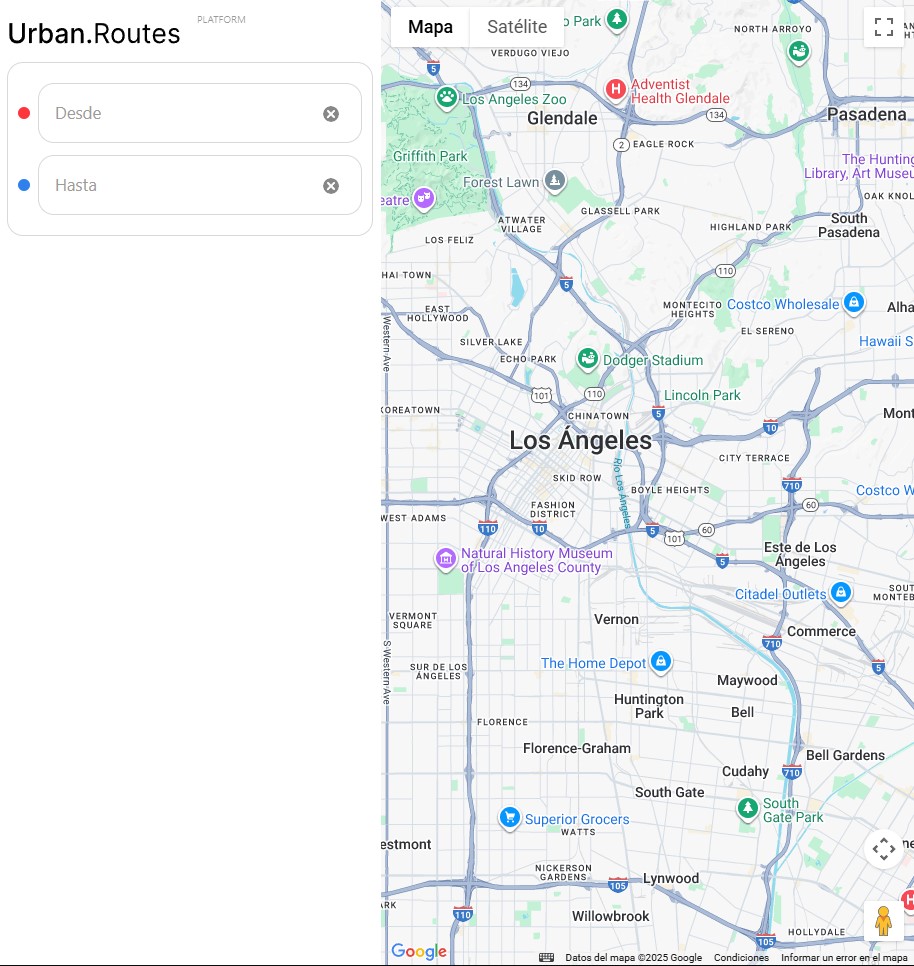 Urban.Routes
PLATFORM
Desde
Hasta
Mapa
Satélite
Park
NORTH ARROYO
VERDUGO VIEJO
5
134
Adventist
Health Glendale
Los Angeles Zoo
Glendale
134
Pasadena
2
EAGLE ROCK
Griffith Park
The Hunting
Library, Art Museu
Forest Lawn
eatre
OAK KNOL
GLASSELL PARK
ATWATER
VILLAGE
South
Pasadena
HIGHLAND PARK
LOS FELIZ
HAI TOWN
110
5
EAST
HOLLYWOOD
MONTECITO
HEIGHTS
Costco Wholesale
Alha
Western Ave
EL SERENO
SILVER LAKE
Hawaii S
ECHO PARK
Dodger Stadium
101
110
Lincoln Park
KOREATOWN
CHINATOWN
5
Mont
10
Los Ángeles
CITY TERRACE
Río Los Ángeles
SKID ROW
710
BOYLE HEIGHTS
Costco W
FASHION
DISTRICT
60
WEST ADAMS
110
10
5
101
60
Natural History Museum
of Los Angeles County
5
Este de Los
Ángeles
Citadel Outlets
SOUT
MONTEB
VERMONT
SQUARE
Vernon
Commerce
710
S Western Ave
The Home Depot
5
SUR DE LOS
ÁNGELES
Maywood
Huntington
Park
Bell
FLORENCE
Florence-Graham
Bell Gardens
Cudahy
710
South Gate
South
Gate Park
Superior Grocers
WATTS
estmont
NICKERSON
GARDENS
105
Lynwood
ARK
110
Willowbrook
HOLLYDALE
105
Google
Datos del mapa ©2025 Google
Condiciones
Informar un error en el mapa